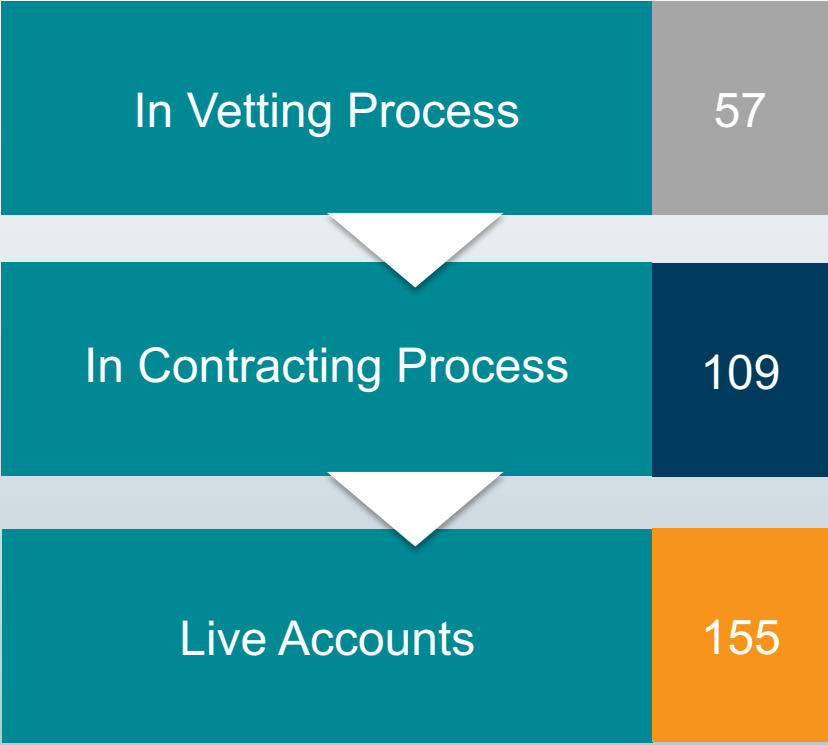 In Vetting Process 57
In Contracting Process 109
Live Accounts 155